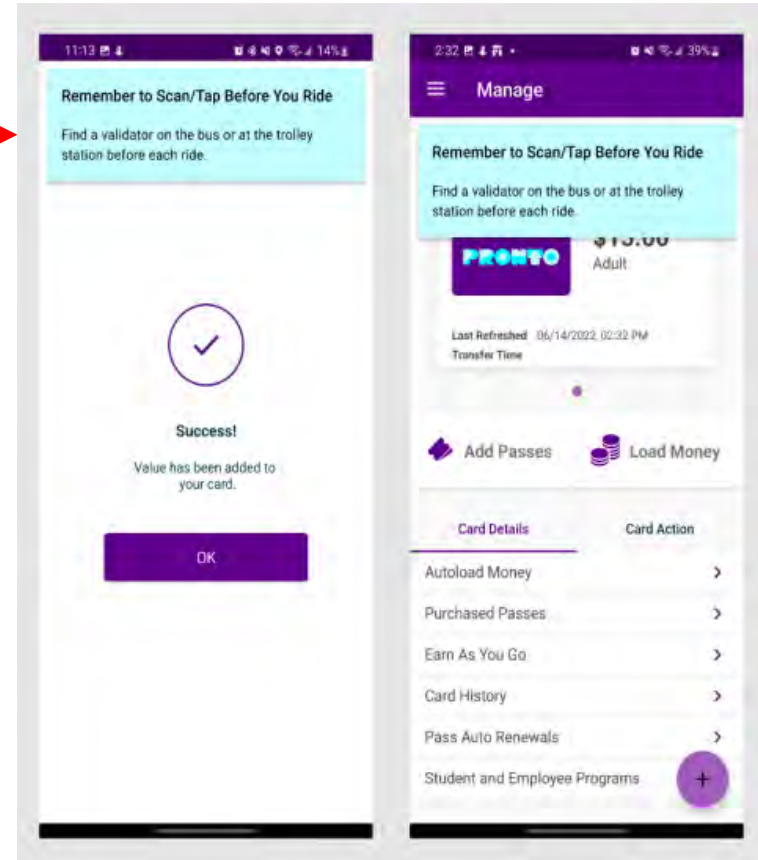 11:13
14%
Remember to Scan/Tap Before You Ride
Find a validator on the bus or at the trolley
station before each ride.
Success!
Value has been added to
your card.
OK
2:32
39%
Manage
Remember to Scan/Tap Before You Ride
Find a validator on the bus or at the trolley
station before each ride.
PRONTO
$15.00
Adult
Last Refreshed 06/14/2022, 02:32 PM
Transfer Time
Add Passes
Load Money
Card Details
Card Action
Autoload Money
Purchased Passes
Earn As You Go
Card History
Pass Auto Renewals
Student and Employee Programs